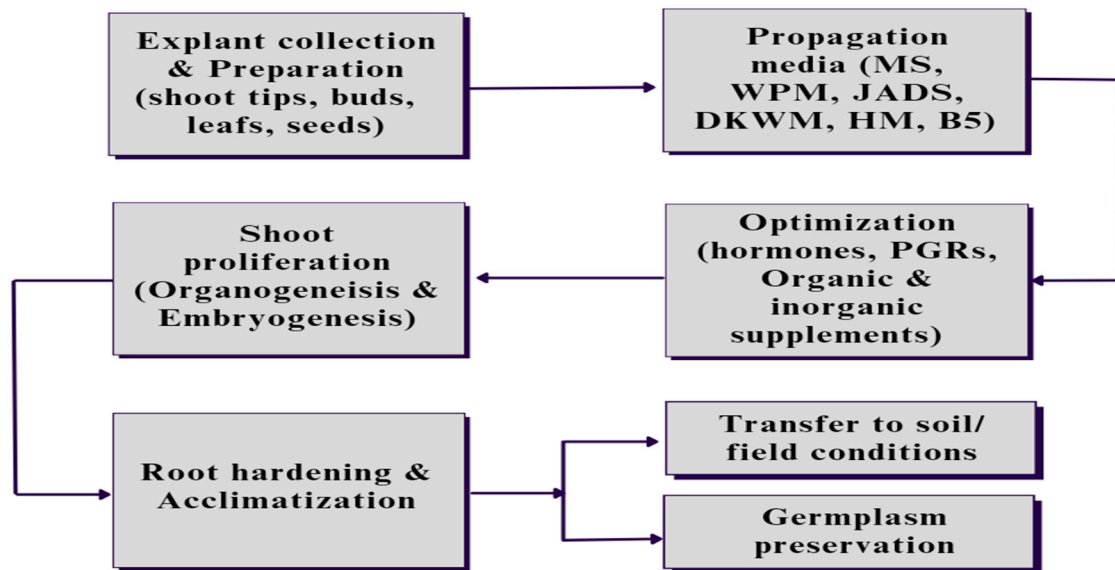 Explant collection
& Preparation
(shoot tips, buds,
leafs, seeds)
Propagation
media (MS,
WPM, JADS,
DKWM, HM, B5)
Optimization
(hormones, PGRs,
Organic &
inorganic
supplements)
Shoot
proliferation
(Organogeneisis &
Embryogenesis)
Root hardening &
Acclimatization
Transfer to soil/
field conditions
Germplasm
preservation